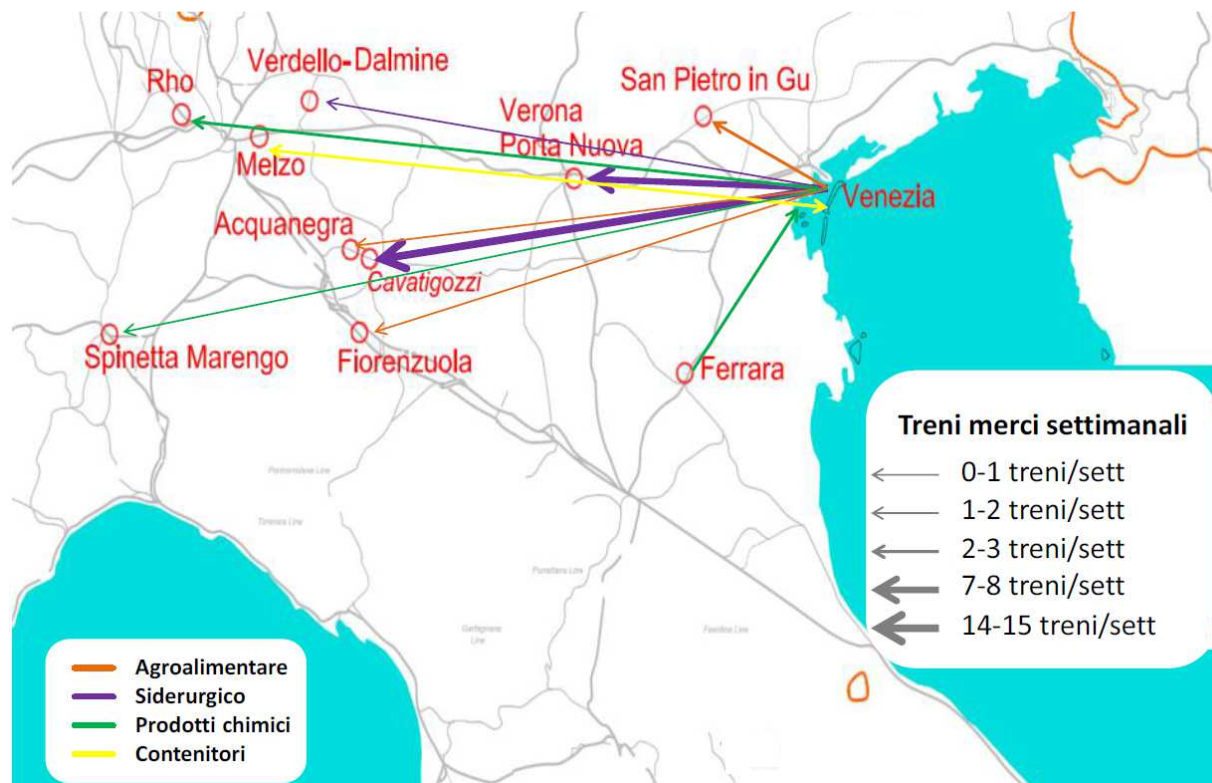 Verdello-Dalmine
Rho
San Pietro in Gu
Verona
Porta Nuova
Melzo
Venezia
Acquanegra
Cavatigozzi
Spinetta Marengo
Fiorenzuola
Ferrara
Treni merci settimanali
0-1 treni/sett
1-2 treni/sett
2-3 treni/sett
7-8 treni/sett
14-15 treni/sett
Agroalimentare
Siderurgico
Prodotti chimici
Contenitori